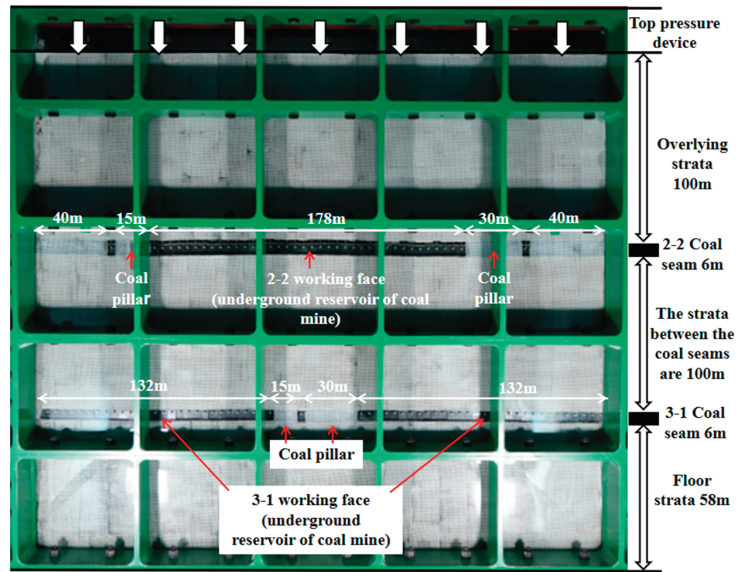 Top pressure
device
Overlying
strata
100m
40m 15m 178m 30m 40m
2-2 Coal
seam 6m
Coal
pillar
2-2 working face
(underground reservoir of coal
mine)
Coal
pillar
The strata
between the
coal seams
are 100m
132m 15m 30m 132m
3-1 Coal
seam 6m
Coal pillar
3-1 working face
(underground
reservoir of coal mine)
Floor
strata 58m